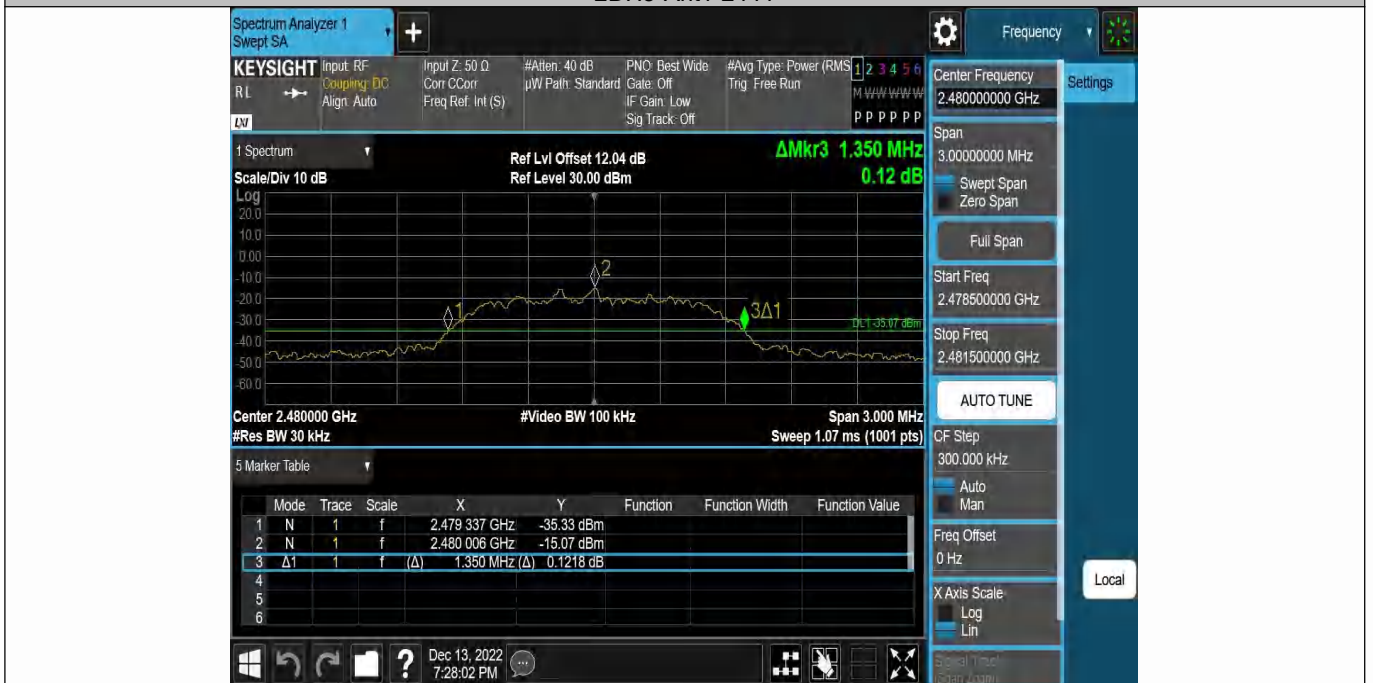 Spectrum Analyzer 1
Swept SA
+
Frequency
KEYSIGHT
RL
LXI
Input: RF
Coupling: DC
Align: Auto
Input Z: 50 Ω
Corr CCorr
Freq Ref: Int (S)
#Atten: 40 dB
µW Path: Standard
PNO: Best Wide
Gate: Off
IF Gain: Low
Sig Track: Off
#Avg Type: Power (RMS
Trig: Free Run
1 2 3 4 5 6
M W W W W W
P P P P P P
1 Spectrum
Scale/Div 10 dB
Ref Lvl Offset 12.04 dB
Ref Level 30.00 dBm
ΔMkr3 1.350 MHz
0.12 dB
Log
20.0
10.0
0.00
-10.0
-20.0
-30.0
-40.0
-50.0
-60.0
1
2
3Δ1
DL1 -35.07 dBm
Center 2.480000 GHz
#Video BW 100 kHz
Span 3.000 MHz
#Res BW 30 kHz
Sweep 1.07 ms (1001 pts)
5 Marker Table
Mode Trace Scale X Y Function Function Width Function Value
1 N 1 f 2.479 337 GHz -35.33 dBm
2 N 1 f 2.480 006 GHz -15.07 dBm
3 Δ1 1 f (Δ) 1.350 MHz (Δ) 0.1218 dB
4
5
6
?
Dec 13, 2022
7:28:02 PM
Center Frequency
2.480000000 GHz
Settings
Span
3.00000000 MHz
Swept Span
Zero Span
Full Span
Start Freq
2.478500000 GHz
Stop Freq
2.481500000 GHz
AUTO TUNE
CF Step
300.000 kHz
Auto
Man
Freq Offset
0 Hz
Local
X Axis Scale
Log
Lin
Signal Track
(Span Zoom)